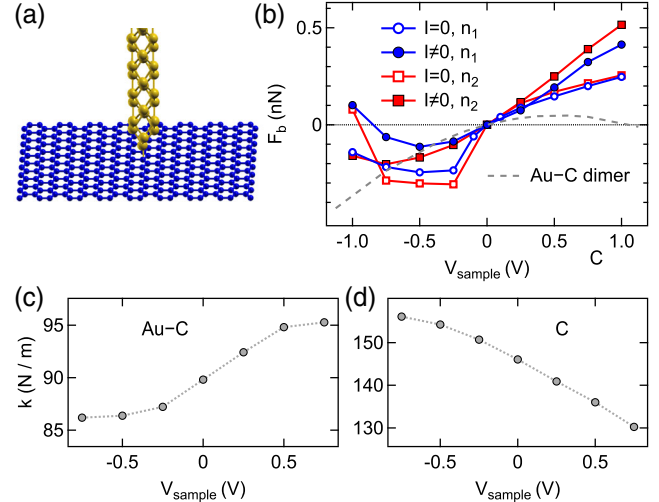 (a)
(b)
I=0, n₁
I≠0, n₁
I=0, n₂
I≠0, n₂
Au−C dimer
F_b (nN)
0.5
0
-1.0 -0.5 0 0.5 1.0
V_sample (V)
C
(c)
Au−C
k (N / m)
95
90
85
-0.5 0 0.5
V_sample (V)
(d)
C
150
140
130
-0.5 0 0.5
V_sample (V)